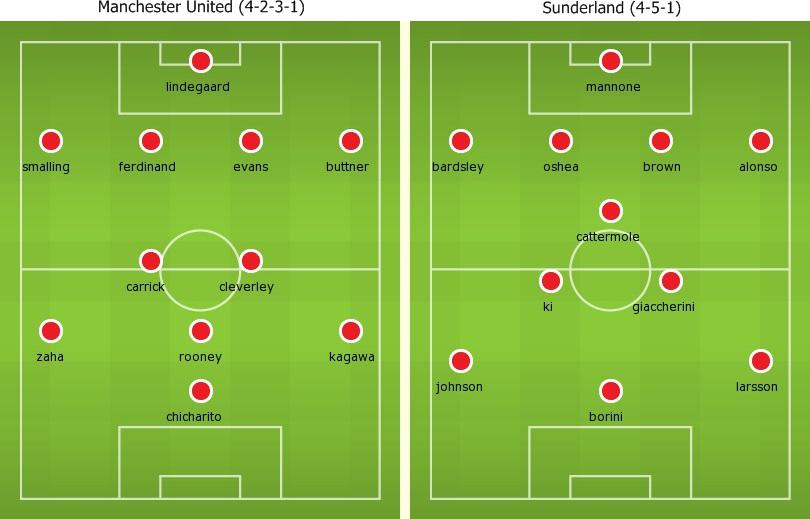 Manchester United (4-2-3-1)
lindegaard
smalling ferdinand evans buttner
carrick cleverley
zaha rooney kagawa
chicharito
Sunderland (4-5-1)
mannone
bardsley oshea brown alonso
cattermole
ki giaccherini
johnson larsson
borini